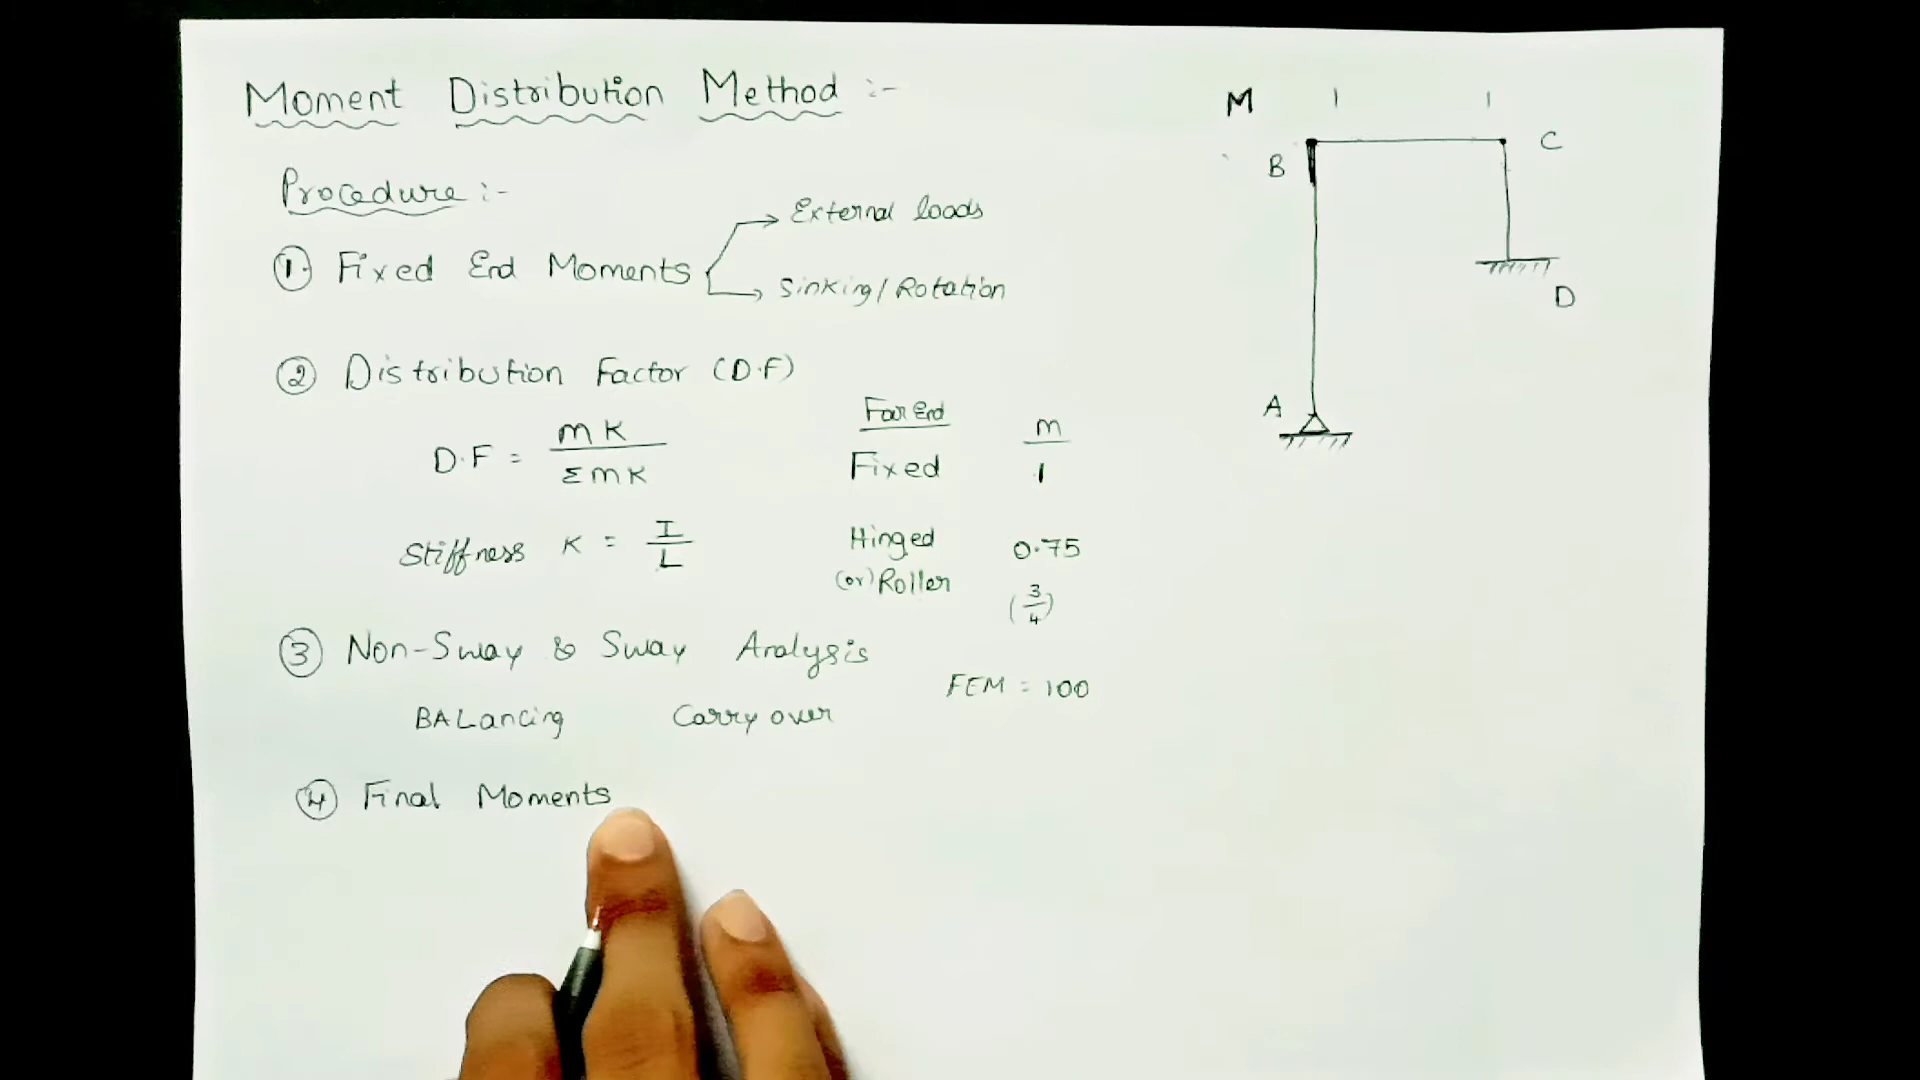 Moment Distribution Method :-
Procedure :-
① Fixed End Moments
External loads
Sinking/Rotation
② Distribution Factor (D.F)
D.F = mK / ΣmK
Stiffness K = I / L
Far End m
Fixed 1
Hinged 0.75
(or) Roller (3/4)
③ Non-Sway & Sway Analysis
FEM = 100
BALancing Carry over
④ Final Moments
M
B
C
D
A